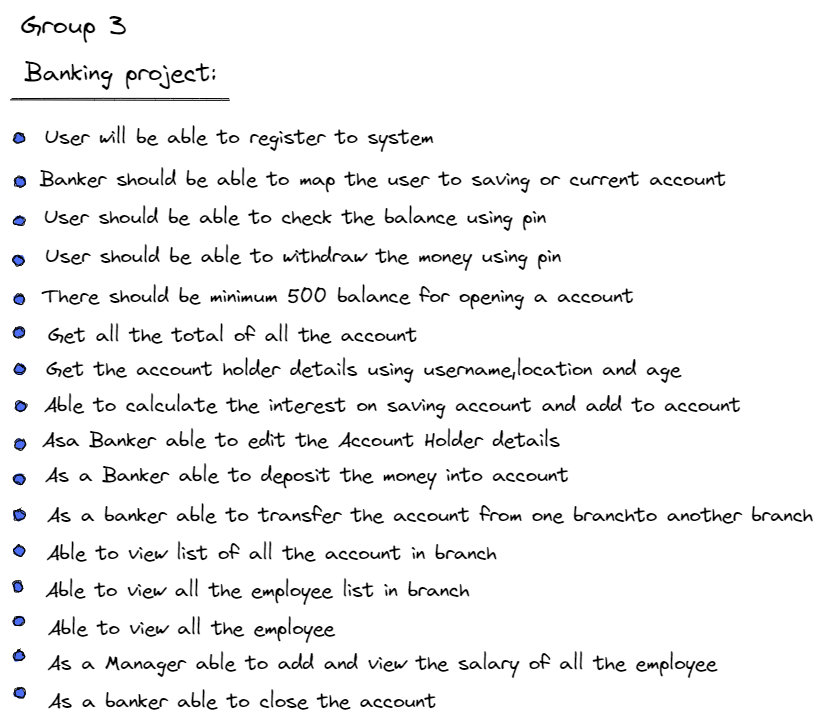 Group 3
Banking project:
User will be able to register to system
Banker should be able to map the user to saving or current account
User should be able to check the balance using pin
User should be able to withdraw the money using pin
There should be minimum 500 balance for opening a account
Get all the total of all the account
Get the account holder details using username,location and age
Able to calculate the interest on saving account and add to account
Asa Banker able to edit the Account Holder details
As a Banker able to deposit the money into account
As a banker able to transfer the account from one branchto another branch
Able to view list of all the account in branch
Able to view all the employee list in branch
Able to view all the employee
As a Manager able to add and view the salary of all the employee
As a banker able to close the account